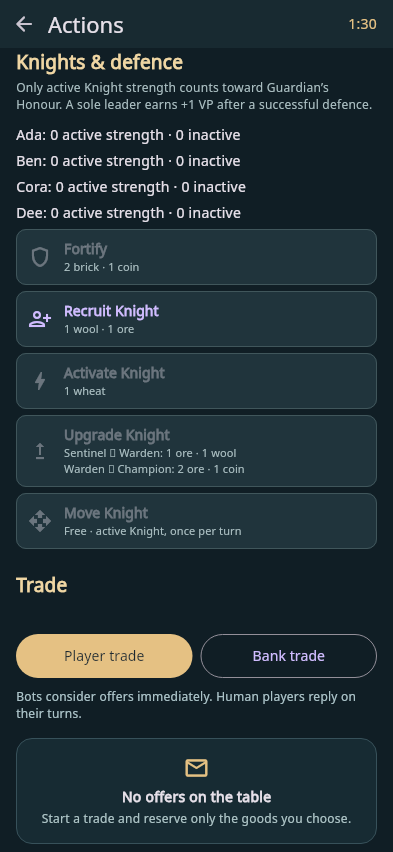 Actions
1:30
Knights & defence
Only active Knight strength counts toward Guardian’s
Honour. A sole leader earns +1 VP after a successful defence.
Ada: 0 active strength · 0 inactive
Ben: 0 active strength · 0 inactive
Cora: 0 active strength · 0 inactive
Dee: 0 active strength · 0 inactive
Fortify
2 brick · 1 coin
Recruit Knight
1 wool · 1 ore
Activate Knight
1 wheat
Upgrade Knight
Sentinel ▯ Warden: 1 ore · 1 wool
Warden ▯ Champion: 2 ore · 1 coin
Move Knight
Free · active Knight, once per turn
Trade
Player trade
Bank trade
Bots consider offers immediately. Human players reply on
their turns.
No offers on the table
Start a trade and reserve only the goods you choose.